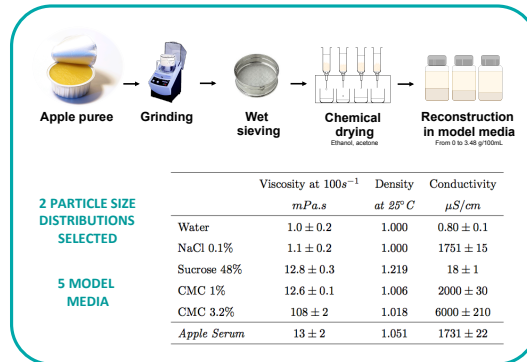 Apple puree
Grinding
Wet
sieving
Chemical
drying
Ethanol, acetone
Reconstruction
in model media
From 0 to 3.48 g/100mL
2 PARTICLE SIZE
DISTRIBUTIONS
SELECTED
5 MODEL
MEDIA
Viscosity at 100s⁻¹ Density Conductivity
mPa.s at 25°C µS/cm
Water 1.0 ± 0.2 1.000 0.80 ± 0.1
NaCl 0.1% 1.1 ± 0.2 1.000 1751 ± 15
Sucrose 48% 12.8 ± 0.3 1.219 18 ± 1
CMC 1% 12.6 ± 0.1 1.006 2000 ± 30
CMC 3.2% 108 ± 2 1.018 6000 ± 210
Apple Serum 13 ± 2 1.051 1731 ± 22